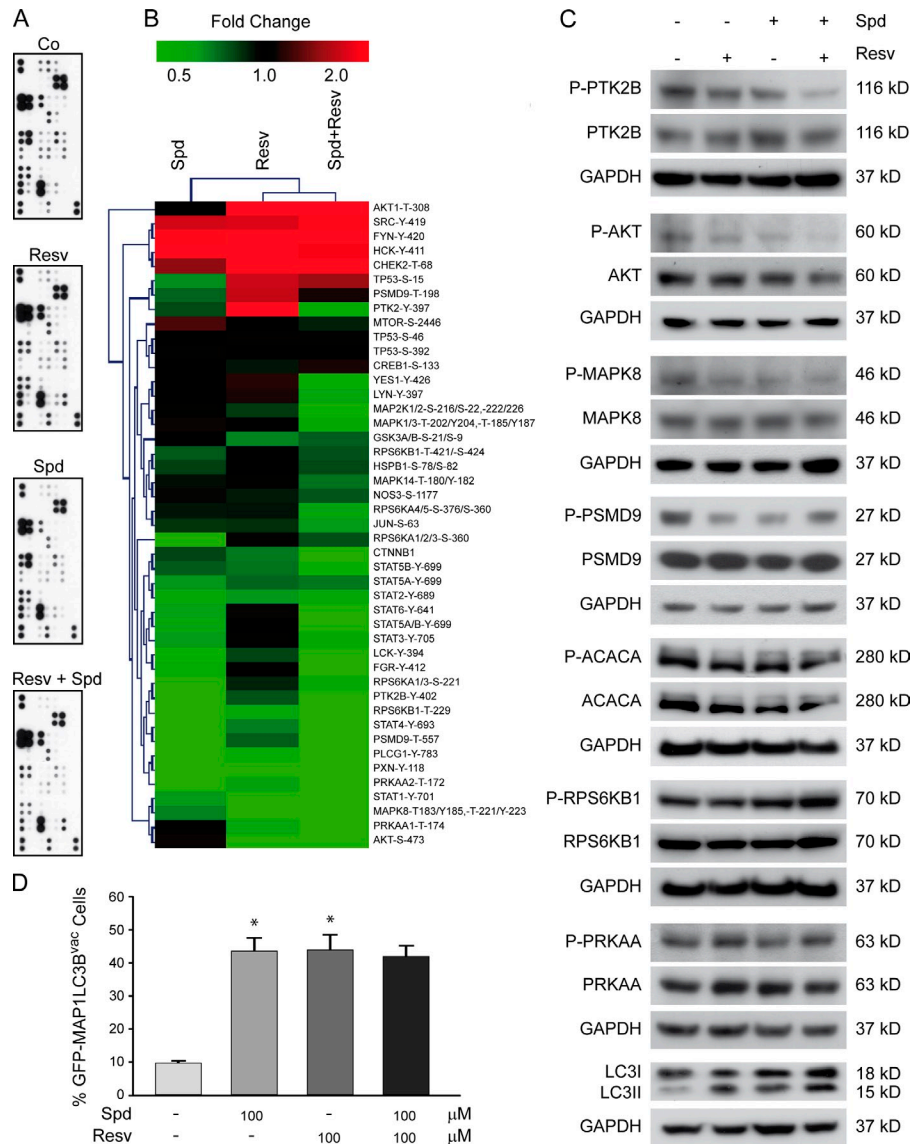 A
Co
Resv
Spd
Resv + Spd
B
Fold Change
0.5 1.0 2.0
Spd
Resv
Spd+Resv
AKT1-T-308
SRC-Y-419
FYN-Y-420
HCK-Y-411
CHEK2-T-68
TP53-S-15
PSMD9-T-198
PTK2-Y-397
MTOR-S-2446
TP53-S-46
TP53-S-392
CREB1-S-133
YES1-Y-426
LYN-Y-397
MAP2K1/2-S-216/S-22,-222/226
MAPK1/3-T-202/Y204,-T-185/Y187
GSK3A/B-S-21/S-9
RPS6KB1-T-421/-S-424
HSPB1-S-78/S-82
MAPK14-T-180/Y-182
NOS3-S-1177
RPS6KA4/5-S-376/S-360
JUN-S-63
RPS6KA1/2/3-S-360
CTNNB1
STAT5B-Y-699
STAT5A-Y-699
STAT2-Y-689
STAT6-Y-641
STAT5A/B-Y-699
STAT3-Y-705
LCK-Y-394
FGR-Y-412
RPS6KA1/3-S-221
PTK2B-Y-402
RPS6KB1-T-229
STAT4-Y-693
PSMD9-T-557
PLCG1-Y-783
PXN-Y-118
PRKAA2-T-172
STAT1-Y-701
MAPK8-T183/Y185,-T-221/Y-223
PRKAA1-T-174
AKT-S-473
C
- - + + Spd
- + - + Resv
P-PTK2B 116 kD
PTK2B 116 kD
GAPDH 37 kD
P-AKT 60 kD
AKT 60 kD
GAPDH 37 kD
P-MAPK8 46 kD
MAPK8 46 kD
GAPDH 37 kD
P-PSMD9 27 kD
PSMD9 27 kD
GAPDH 37 kD
P-ACACA 280 kD
ACACA 280 kD
GAPDH 37 kD
P-RPS6KB1 70 kD
RPS6KB1 70 kD
GAPDH 37 kD
P-PRKAA 63 kD
PRKAA 63 kD
GAPDH 37 kD
LC3I 18 kD
LC3II 15 kD
GAPDH 37 kD
D
% GFP-MAP1LC3Bvac Cells
60
50
40
30
20
10
0
* *
Spd - 100 - 100 μM
Resv - - 100 100 μM